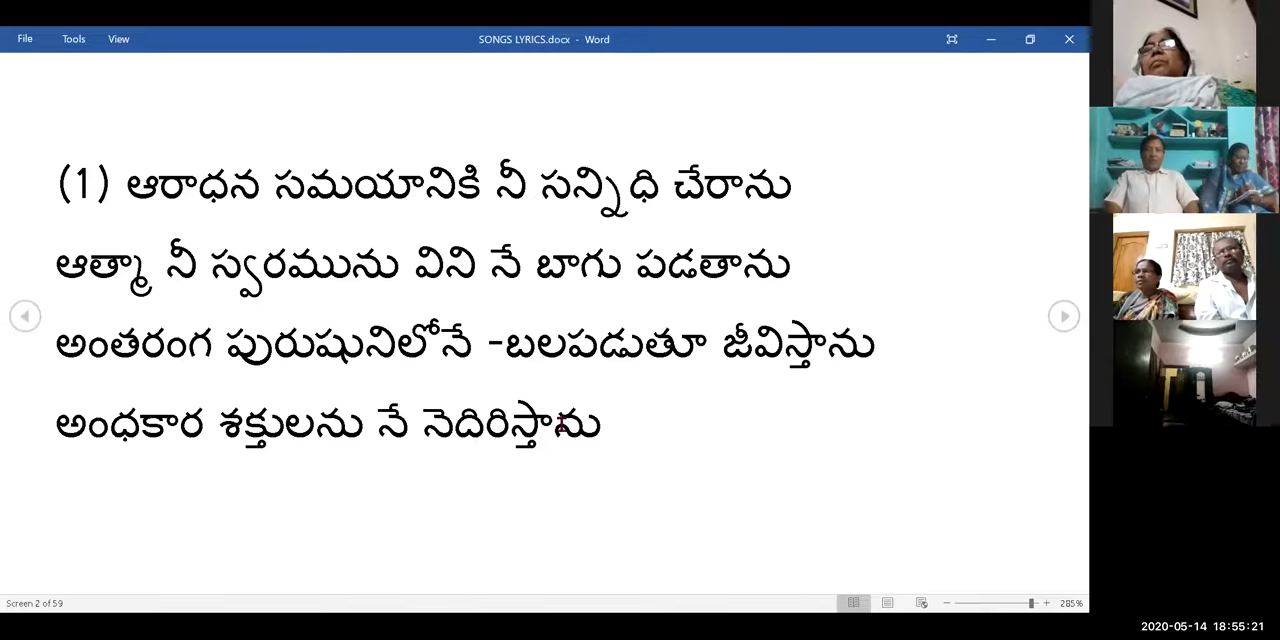 File Tools View SONGS LYRICS.docx - Word
(1) ఆరాధన సమయానికి నీ సన్నిధి చేరాను
ఆత్మా నీ స్వరమును విని నే బాగు పడతాను
అంతరంగ పురుషునిలోనే -బలపడుతూ జీవిస్తాను
అంధకార శక్తులను నే నెదిరిస్తాను
Screen 2 of 59 285%
2020-05-14 18:55:21